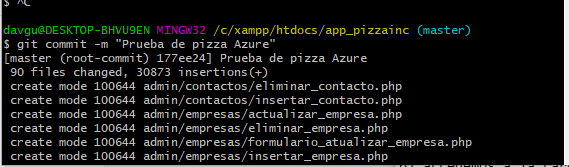 $ ^C
davgu@DESKTOP-BHVU9EN MINGW32 /c/xampp/htdocs/app_pizzainc (master)
$ git commit -m "Prueba de pizza Azure"
[master (root-commit) 177ee24] Prueba de pizza Azure
 90 files changed, 30873 insertions(+)
 create mode 100644 admin/contactos/eliminar_contacto.php
 create mode 100644 admin/contactos/insertar_contacto.php
 create mode 100644 admin/empresas/actualizar_empresa.php
 create mode 100644 admin/empresas/eliminar_empresa.php
 create mode 100644 admin/empresas/formulario_atualizar_empresa.php
 create mode 100644 admin/empresas/insertar_empresa.php